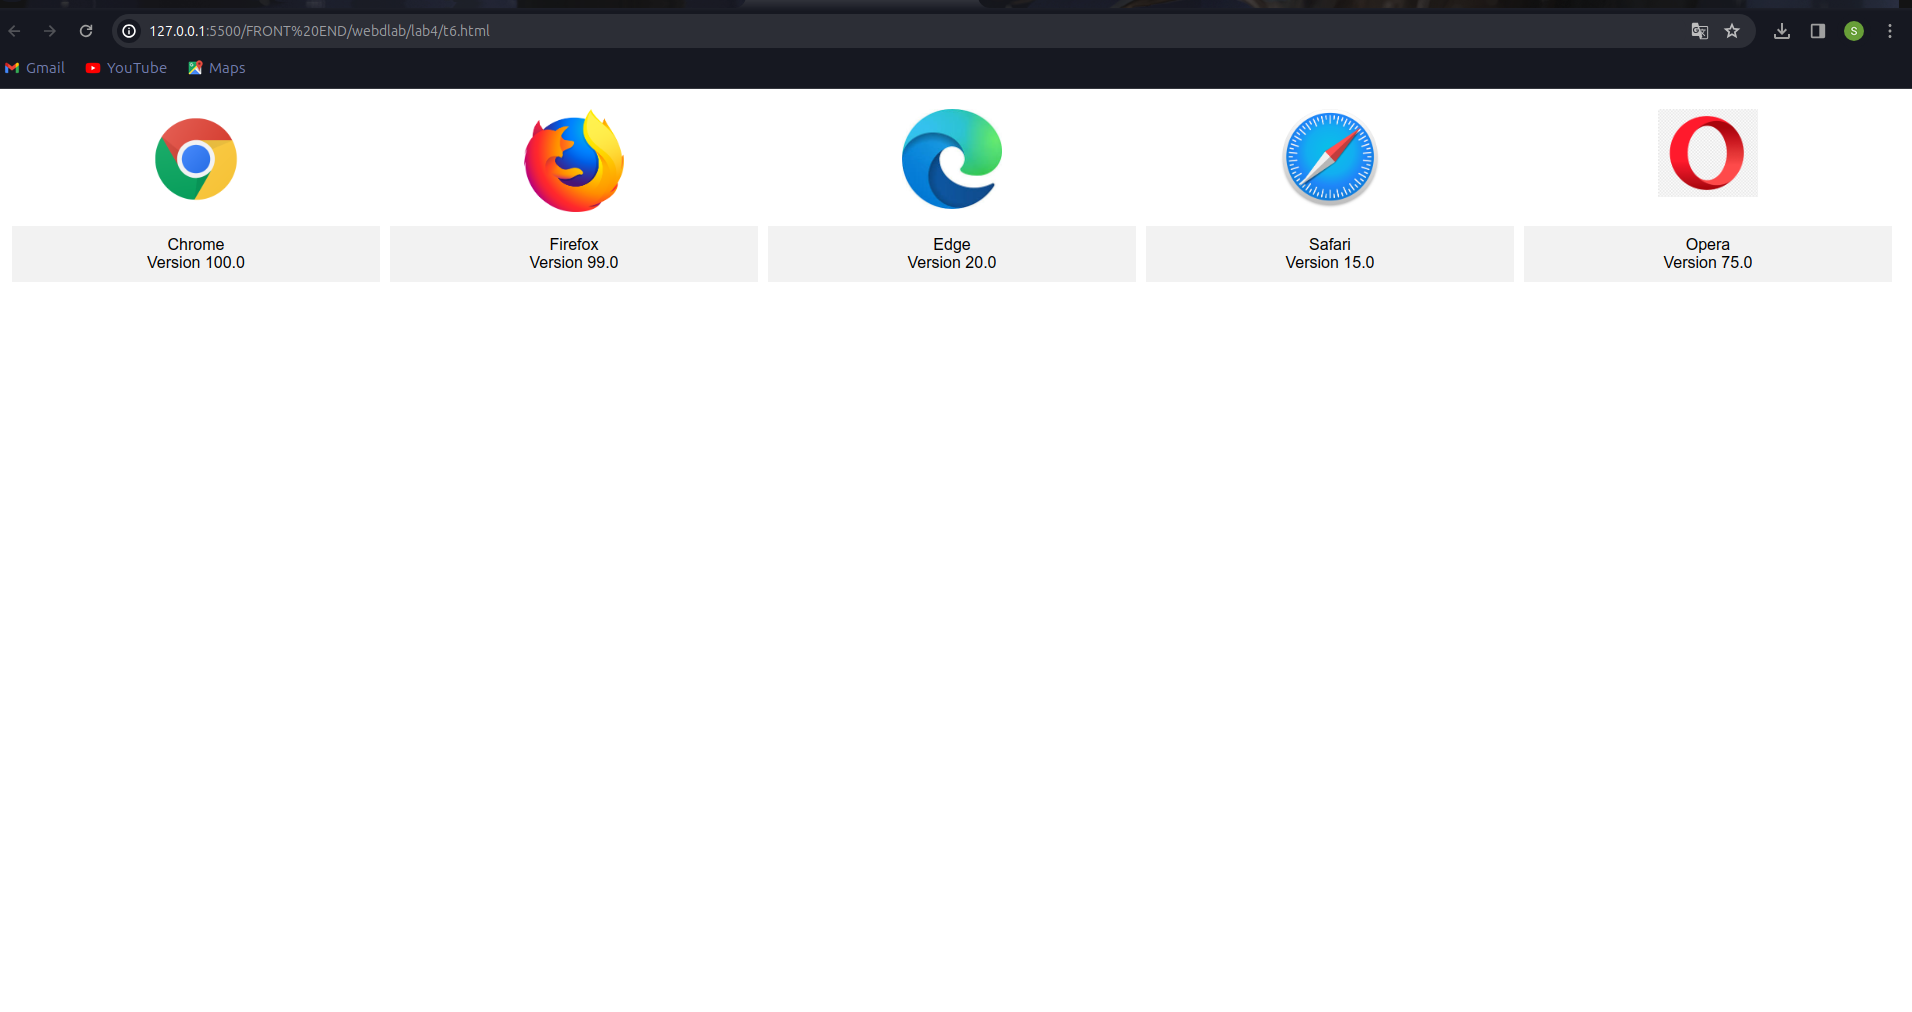 127.0.0.1:5500/FRONT%20END/webdlab/lab4/t6.html
S
Gmail YouTube Maps
Chrome
Version 100.0
Firefox
Version 99.0
Edge
Version 20.0
Safari
Version 15.0
Opera
Version 75.0